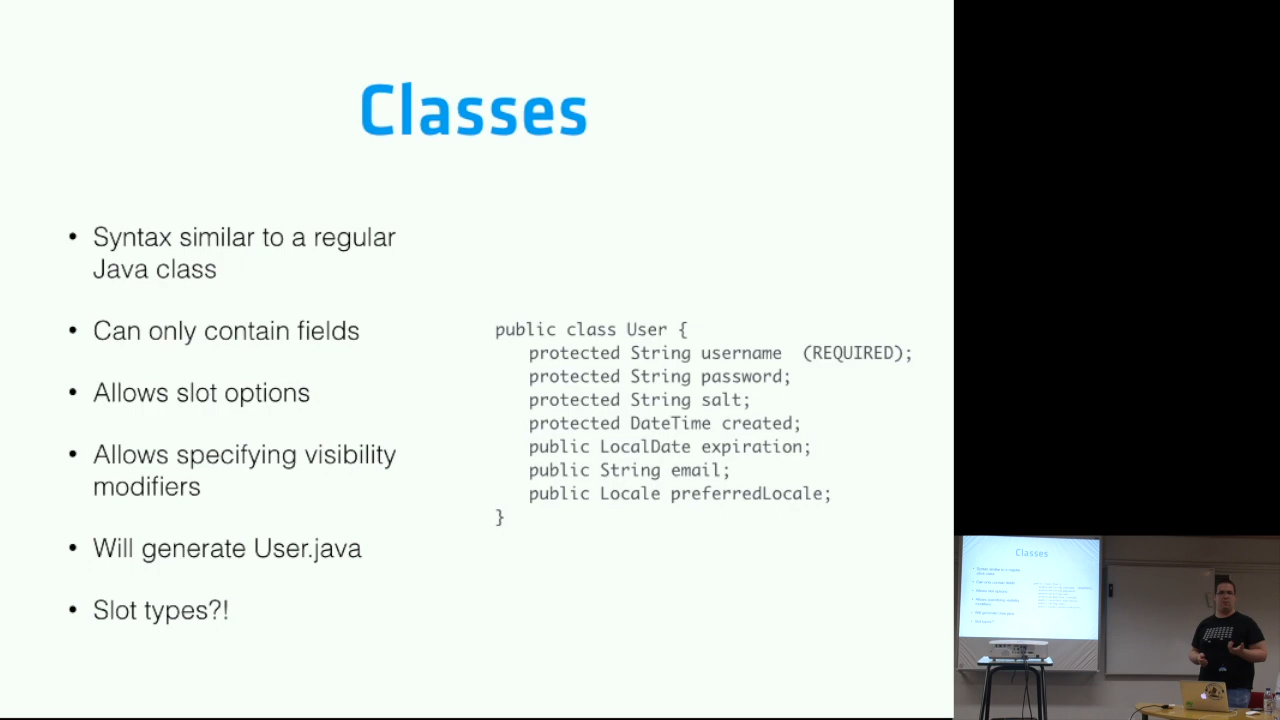 Classes
• Syntax similar to a regular
Java class
• Can only contain fields
• Allows slot options
• Allows specifying visibility
modifiers
• Will generate User.java
• Slot types?!
public class User {
protected String username  (REQUIRED);
protected String password;
protected String salt;
protected DateTime created;
public LocalDate expiration;
public String email;
public Locale preferredLocale;
}
Classes